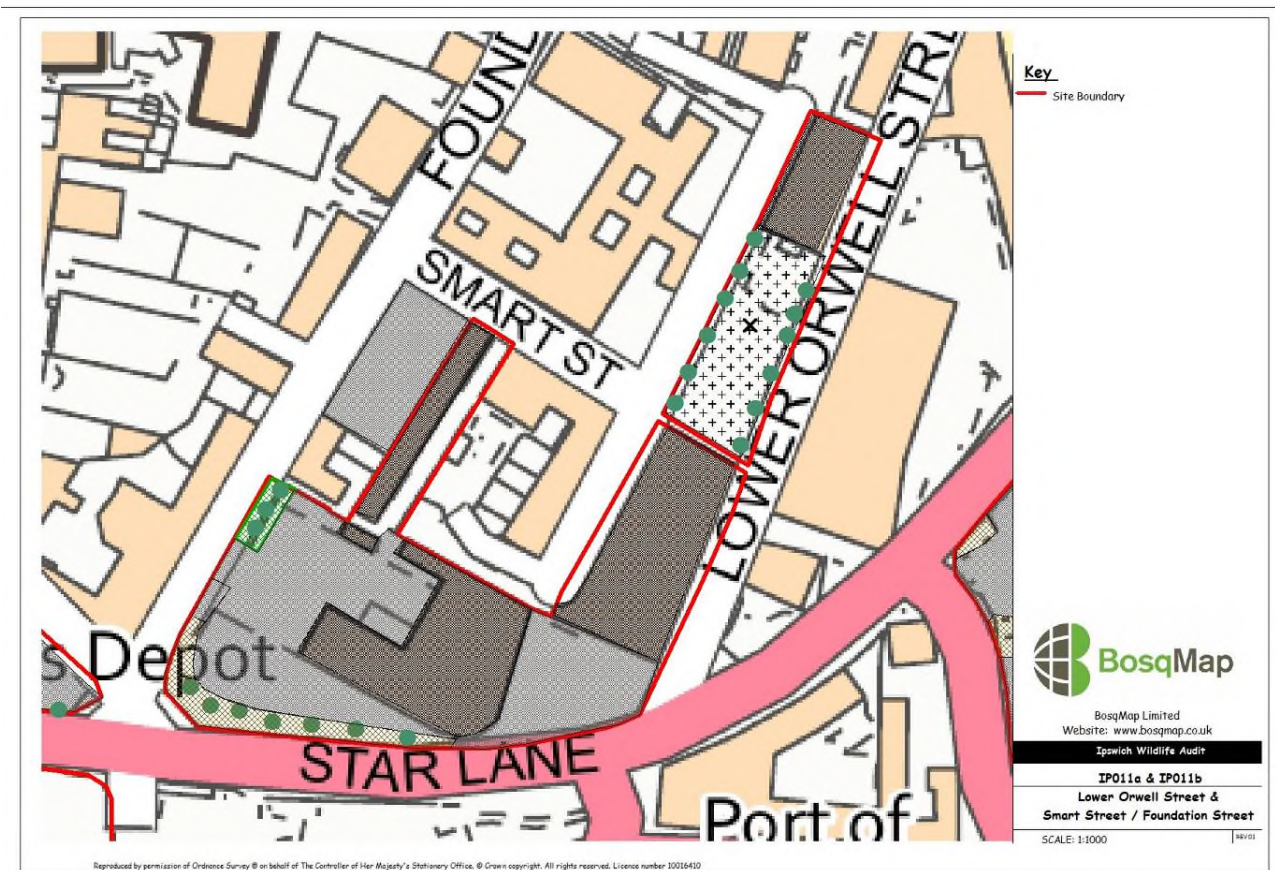 FOUND
LOWER ORWELL STRE
SMART ST
s Depot
STAR LANE
Port of
Key
Site Boundary
BosqMap
BosqMap Limited
Website: www.bosqmap.co.uk
Ipswich Wildlife Audit
IP011a & IP011b
Lower Orwell Street &
Smart Street / Foundation Street
SCALE: 1:1000
REV 01
Reproduced by permission of Ordnance Survey ® on behalf of The Controller of Her Majesty's Stationery Office. © Crown copyright. All rights reserved. Licence number 10016410